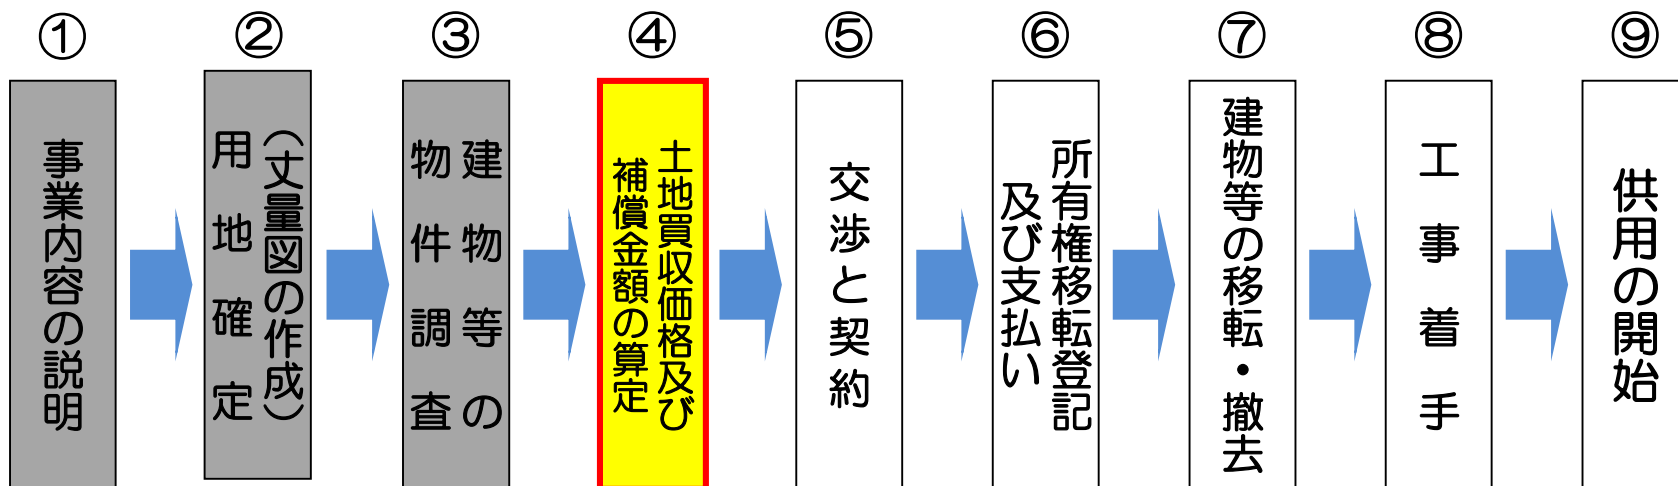 ①
事業内容の説明
②
用地確定
（丈量図の作成）
③
建物等の
物件調査
④
土地買収価格及び
補償金額の算定
⑤
交渉と契約
⑥
所有権移転登記
及び支払い
⑦
建物等の移転・撤去
⑧
工事着手
⑨
供用の開始